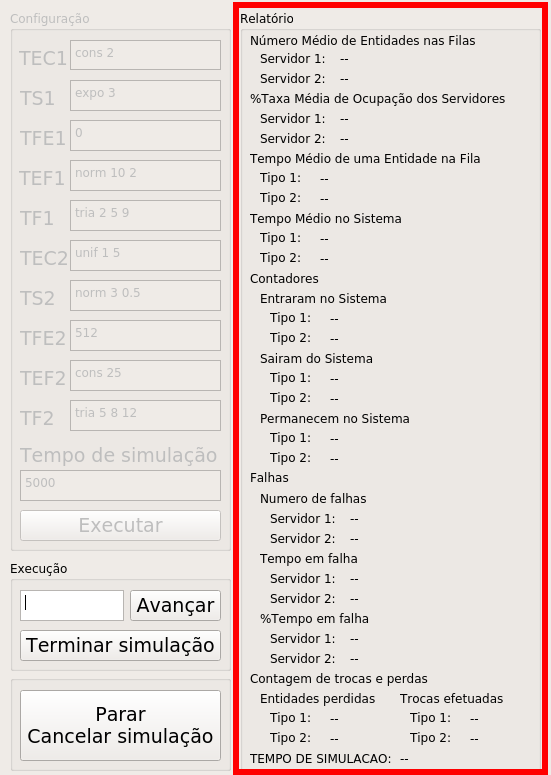 Configuração
TEC1 cons 2
TS1 expo 3
TFE1 0
TEF1 norm 10 2
TF1 tria 2 5 9
TEC2 unif 1 5
TS2 norm 3 0.5
TFE2 512
TEF2 cons 25
TF2 tria 5 8 12
Tempo de simulação
5000
Executar
Execução
Avançar
Terminar simulação
Parar
Cancelar simulação
Relatório
Número Médio de Entidades nas Filas
Servidor 1: --
Servidor 2: --
%Taxa Média de Ocupação dos Servidores
Servidor 1: --
Servidor 2: --
Tempo Médio de uma Entidade na Fila
Tipo 1: --
Tipo 2: --
Tempo Médio no Sistema
Tipo 1: --
Tipo 2: --
Contadores
Entraram no Sistema
Tipo 1: --
Tipo 2: --
Sairam do Sistema
Tipo 1: --
Tipo 2: --
Permanecem no Sistema
Tipo 1: --
Tipo 2: --
Falhas
Numero de falhas
Servidor 1: --
Servidor 2: --
Tempo em falha
Servidor 1: --
Servidor 2: --
%Tempo em falha
Servidor 1: --
Servidor 2: --
Contagem de trocas e perdas
Entidades perdidas Trocas efetuadas
Tipo 1: -- Tipo 1: --
Tipo 2: -- Tipo 2: --
TEMPO DE SIMULACAO: --